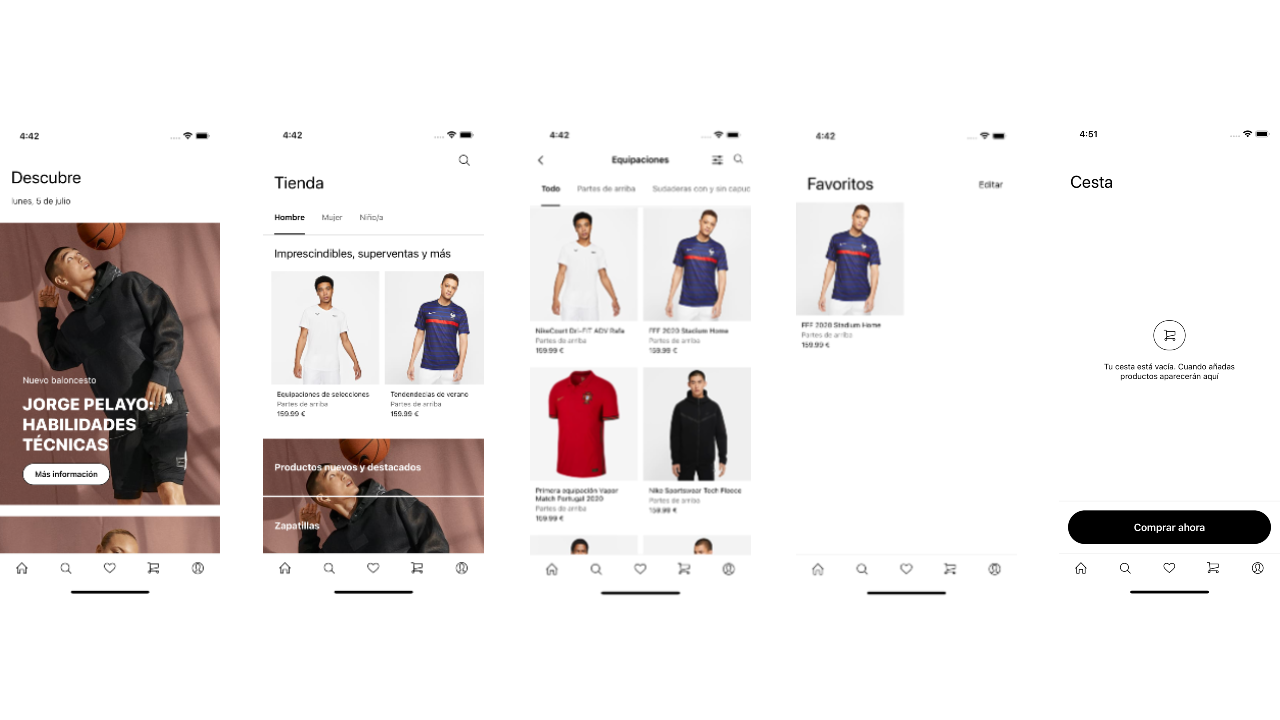 4:42
Descubre
lunes, 5 de julio
Nuevo baloncesto
JORGE PELAYO:
HABILIDADES
TÉCNICAS
Más información
4:42
Tienda
Hombre Mujer Niño/a
Imprescindibles, superventas y más
Equipaciones de selecciones
Partes de arriba
159.99 €
Tendendecias de verano
Partes de arriba
159.99 €
Productos nuevos y destacados
Zapatillas
4:42
Equipaciones
Todo Partes de arriba Sudaderas con y sin capuc
NikeCourt Dri-FIT ADV Rafa
Partes de arriba
159.99 €
FFF 2020 Stadium Home
Partes de arriba
159.99 €
Primera equipación Vapor
Match Portugal 2020
Partes de arriba
159.99 €
Nike Sportswear Tech Fleece
Partes de arriba
159.99 €
4:42
Favoritos
Editar
FFF 2020 Stadium Home
Partes de arriba
159.99 €
4:51
Cesta
Tu cesta está vacía. Cuando añadas
productos aparecerán aquí
Comprar ahora